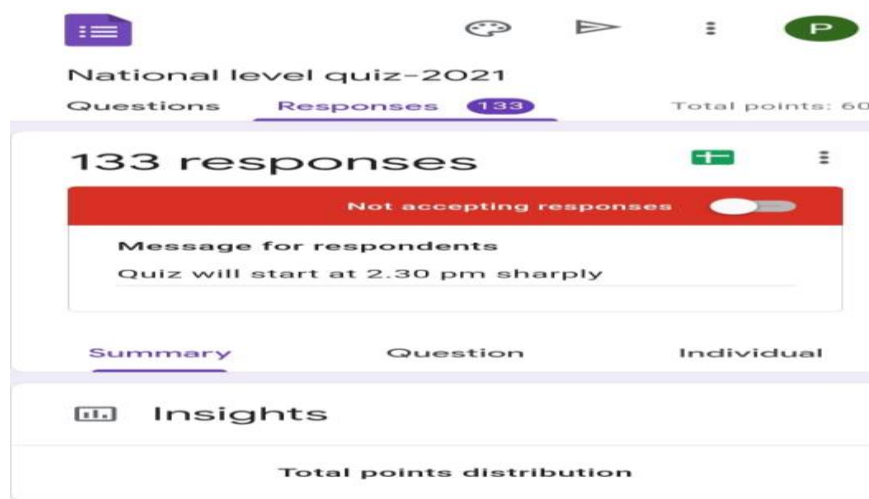 P
National level quiz-2021
Questions Responses 133 Total points: 60
133 responses
Not accepting responses
Message for respondents
Quiz will start at 2.30 pm sharply
Summary Question Individual
Insights
Total points distribution